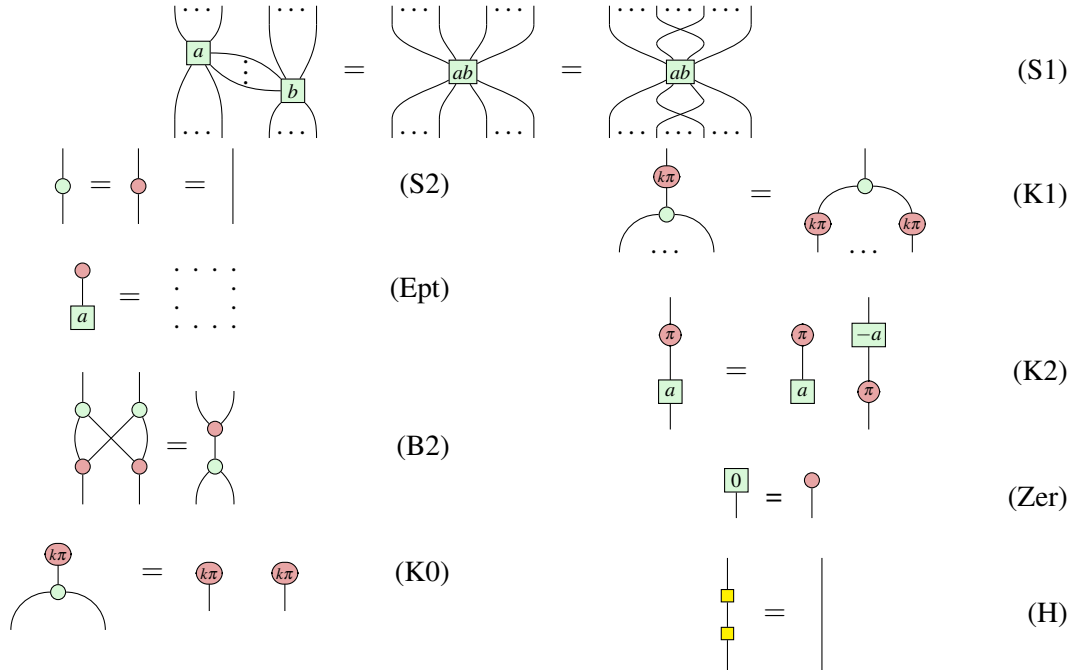 a b = ab = ab (S1)
= = (S2)
kπ = kπ kπ (K1)
a = (Ept)
π a = π a −a π (K2)
= (B2)
0 = (Zer)
kπ = kπ kπ (K0)
= (H)